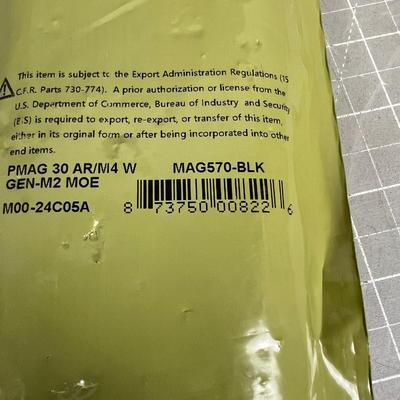 This item is subject to the Export Administration Regulations (15
C.F.R. Parts 730-774). A prior authorization or license from the
U.S. Department of Commerce, Bureau of Industry and Security
(E:S) is required to export, re-export, or transfer of this item,
either in its orginal form or after being incorporated into other
end items.
PMAG 30 AR/M4 W MAG570-BLK
GEN-M2 MOE
M00-24C05A
8 73750 00822 6